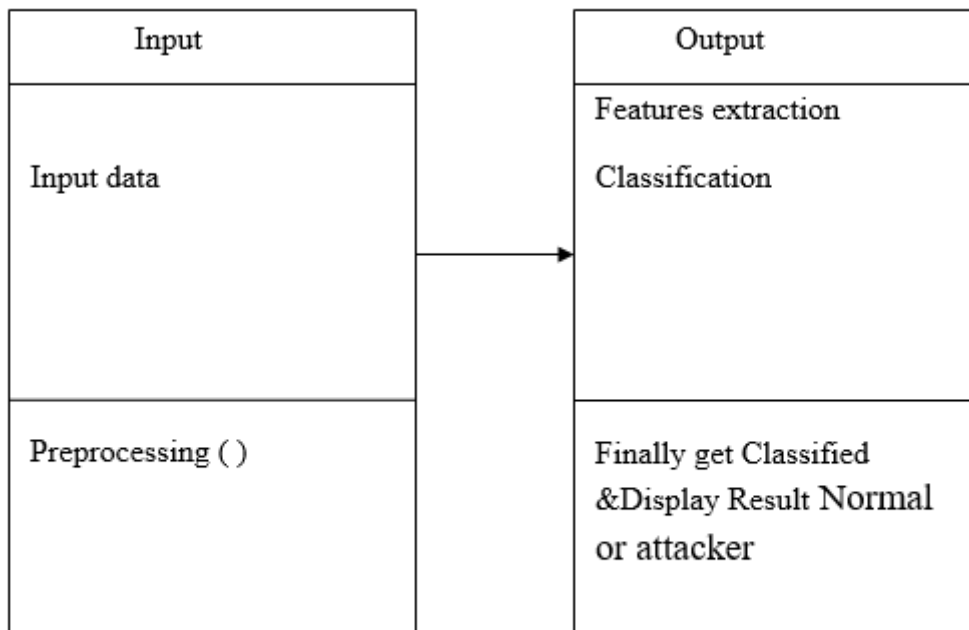 Input
Input data
Preprocessing ( )
Output
Features extraction
Classification
Finally get Classified
&Display Result Normal
or attacker